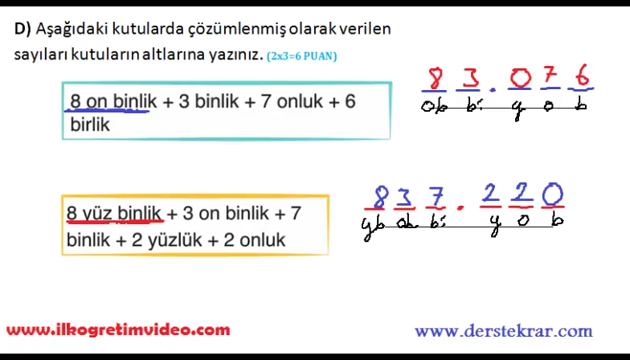 D) Aşağıdaki kutularda çözümlenmiş olarak verilen
sayıları kutuların altlarına yazınız. (2x3=6 PUAN)
8 on binlik + 3 binlik + 7 onluk + 6
birlik
8 3 . 0 7 6
ob bi y o b
8 yüz binlik + 3 on binlik + 7
binlik + 2 yüzlük + 2 onluk
8 3 7 . 2 2 0
yb ob bi y o b
www.ilkogretimvideo.com
www.derstekrar.com